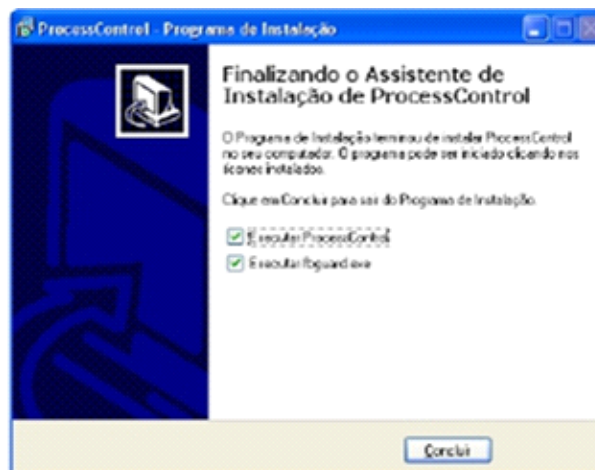 ProcessControl - Programa de Instalação
Finalizando o Assistente de
Instalação de ProcessControl
O Programa de Instalação terminou de instalar ProcessControl
no seu computador. O programa pode ser iniciado clicando nos
ícones instalados.
Clique em Concluir para sair do Programa de Instalação.
Executar ProcessControl
Executar fbguard.exe
Concluir